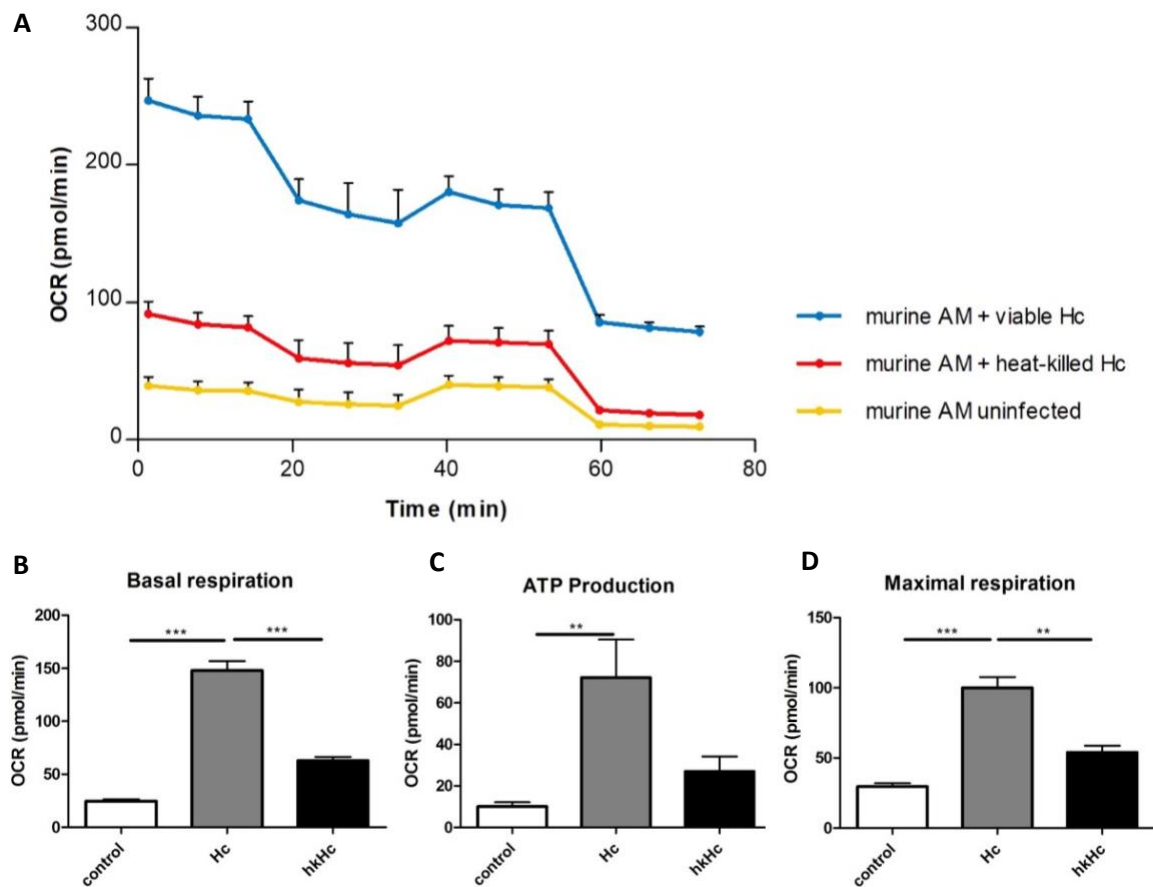 A
300
200
100
0
OCR (pmol/min)
0 20 40 60 80
Time (min)
murine AM + viable Hc
murine AM + heat-killed Hc
murine AM uninfected
B
Basal respiration
200
150
100
50
0
OCR (pmol/min)
*** ***
control Hc hkHc
C
ATP Production
100
80
60
40
20
0
OCR (pmol/min)
**
control Hc hkHc
D
Maximal respiration
150
100
50
0
OCR (pmol/min)
*** **
control Hc hkHc